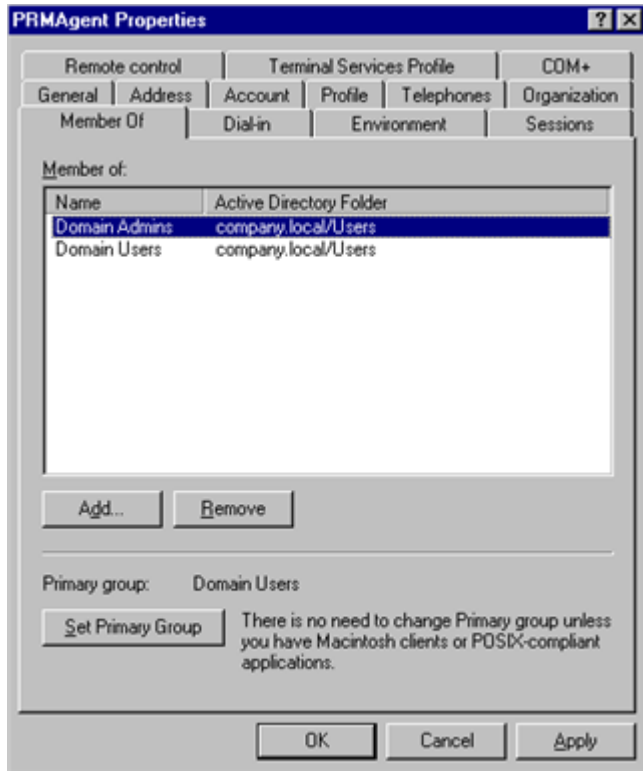 PRMAgent Properties
Remote control Terminal Services Profile COM+
General Address Account Profile Telephones Organization
Member Of Dial-in Environment Sessions
Member of:
Name Active Directory Folder
Domain Admins company.local/Users
Domain Users company.local/Users
Add... Remove
Primary group: Domain Users
Set Primary Group
There is no need to change Primary group unless
you have Macintosh clients or POSIX-compliant
applications.
OK Cancel Apply